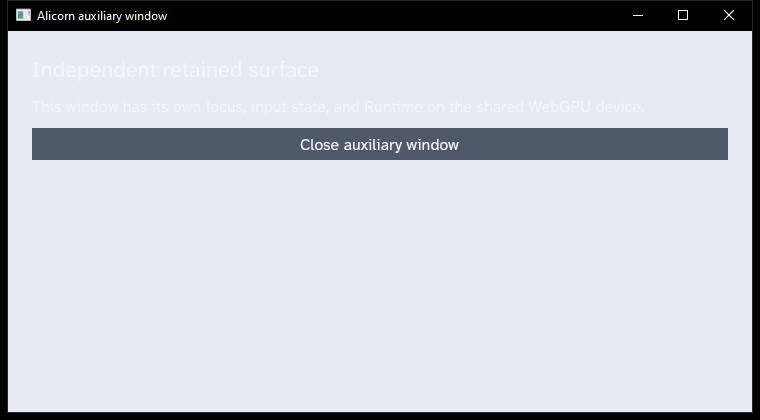 Alicorn auxiliary window
Independent retained surface
This window has its own focus, input state, and Runtime on the shared WebGPU device.
Close auxiliary window